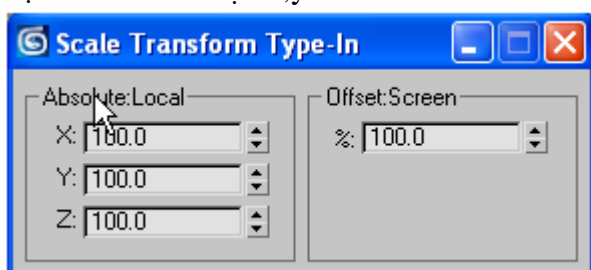 Scale Transform Type-In
Absolute:Local
Offset:Screen
X: 100.0
%: 100.0
Y: 100.0
Z: 100.0